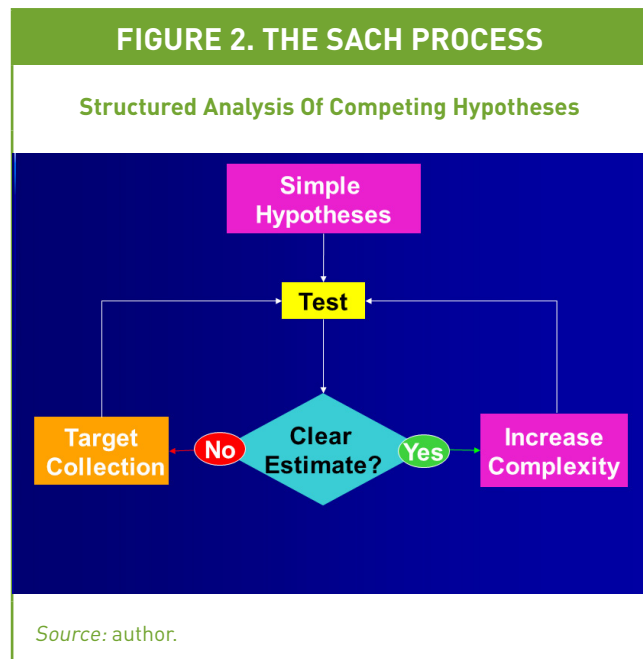 FIGURE 2. THE SACH PROCESS
Structured Analysis Of Competing Hypotheses
Simple
Hypotheses
Test
Clear
Estimate?
No
Yes
Target
Collection
Increase
Complexity
Source: author.